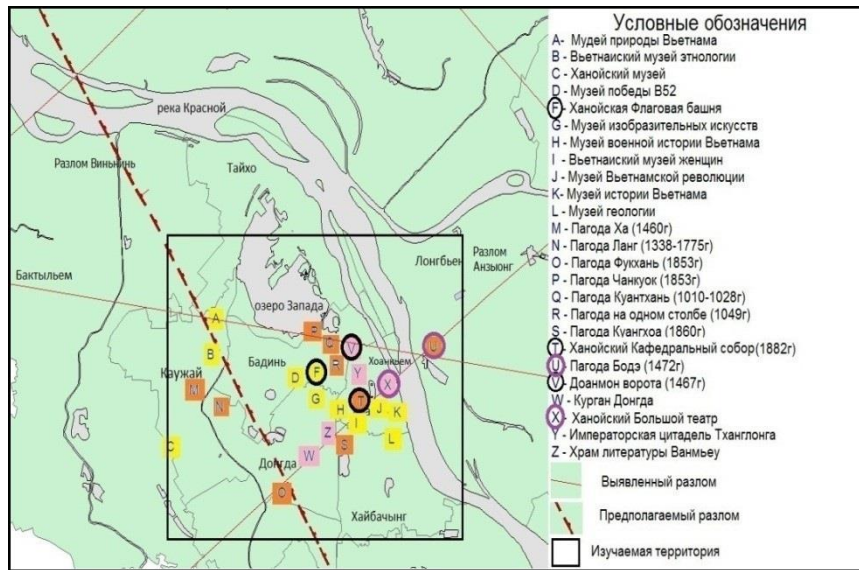 Условные обозначения
A- Мудей природы Вьетнама
B - Вьетнаиский музей этнологии
C - Ханойский музей
D - Музей победы B52
F - Ханойская Флаговая башня
G - Музей изобразительных искусств
H - Музей военной истории Вьетнама
I - Вьетнаиский музей женщин
J - Музей Вьетнамской революции
K - Музей истории Вьетнама
L - Музей геологии
M - Пагода Ха (1460г)
N - Пагода Ланг (1338-1775г)
O - Пагода Фукхань (1853г)
P - Пагода Чанкуок (1853г)
Q - Пагода Куантхань (1010-1028г)
R - Пагода на одном столбе (1049г)
S - Пагода Куангхоа (1860г)
T - Ханойский Кафедральный собор(1882г)
U - Пагода Бодэ (1472г)
V - Доанмон ворота (1467г)
W - Курган Донгда
X - Ханойский Большой театр
Y - Императорская цитадель Тханглонга
Z - Храм литературы Ванмьеу
Выявленный разлом
Предполагаемый разлом
Изучаемая территория
река Красной
Разлом Виньнинь
Тайхо
Лонгбьен
Разлом Анзыонг
Бактыльем
озеро Запада
A
B
Бадинь
Хоанкьем
P
Q
V
U
R
D
F
Y
X
Каужай
M
N
G
T
H
J
K
I
C
Z
S
L
W
Донгда
O
Хайбачынг